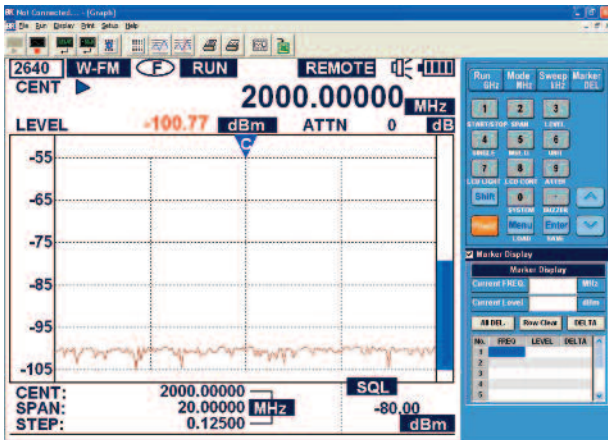 Not Connected.... - [Graph]
File Run Display Print Setup Help
2640 W-FM F RUN REMOTE
CENT 2000.00000 MHz
LEVEL -100.77 dBm ATTN 0 dB
C
-55
-65
-75
-85
-95
-105
CENT: 2000.00000
SPAN: 20.00000 MHz
STEP: 0.12500
SQL
-80.00
dBm
Run Mode Sweep Marker
GHz MHz kHz DEL
1 2 3
START/STOP SPAN LEVEL
4 5 6
SINGLE MULTI UNIT
7 8 9
LCD LIGHT LCD CONT ATTEN
Shift 0 .
SYSTEM BUZZER
Menu Enter
LOAD SAVE
Marker Display
Marker Display
Current FREQ. MHz
Current Level dBm
All DEL. Row Clear DELTA
No. FREQ LEVEL DELTA
1
2
3
4
5